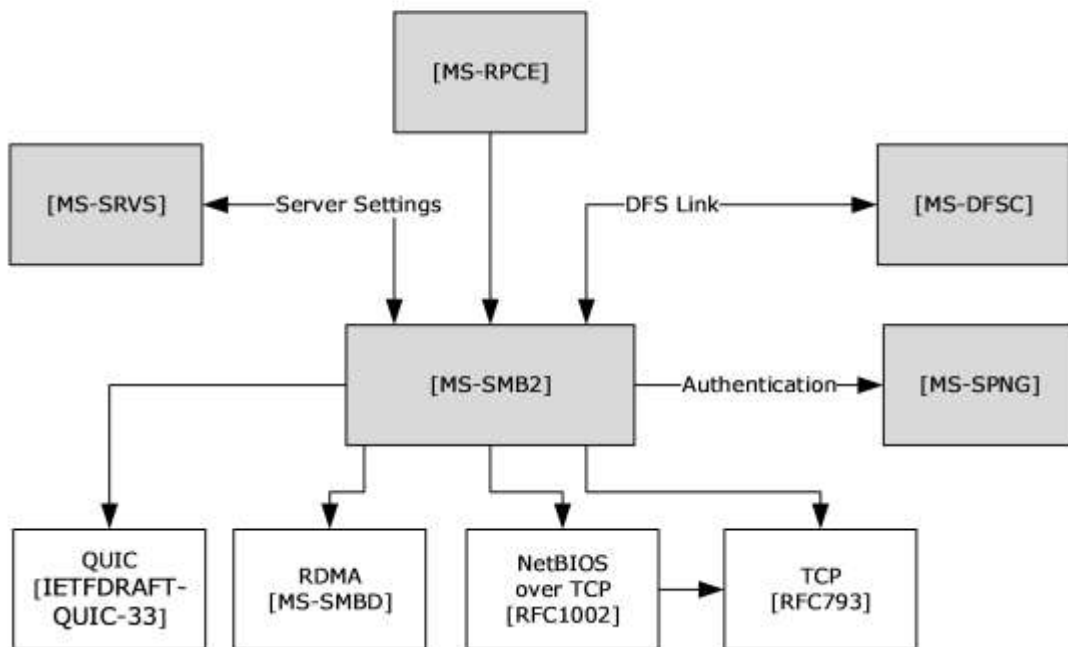 [MS-RPCE]
[MS-SRVS]
Server Settings
DFS Link
[MS-DFSC]
[MS-SMB2]
Authentication
[MS-SPNG]
QUIC
[IETFDRAFT-
QUIC-33]
RDMA
[MS-SMBD]
NetBIOS
over TCP
[RFC1002]
TCP
[RFC793]